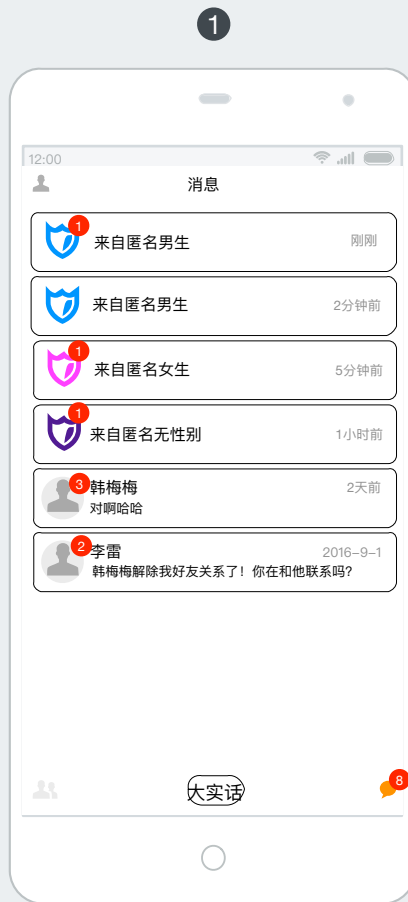 1
12:00
消息
1
来自匿名男生
刚刚
来自匿名男生
2分钟前
1
来自匿名女生
5分钟前
1
来自匿名无性别
1小时前
3
韩梅梅
2天前
对啊哈哈
2
李雷
2016-9-1
韩梅梅解除我好友关系了！你在和他联系吗?
大实话
8